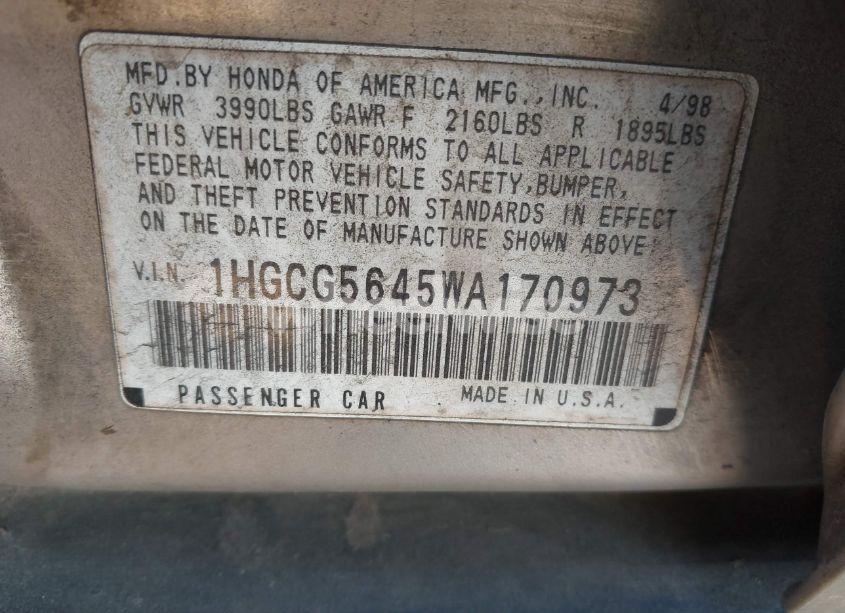 MFD.BY HONDA OF AMERICA MFG.,INC. 4/98
GVWR 3990LBS GAWR F 2160LBS R 1895LBS
THIS VEHICLE CONFORMS TO ALL APPLICABLE
FEDERAL MOTOR VEHICLE SAFETY,BUMPER,
AND THEFT PREVENTION STANDARDS IN EFFECT
ON THE DATE OF MANUFACTURE SHOWN ABOVE.
V.I.N. 1HGCG5645WA170973
PASSENGER CAR MADE IN U.S.A.